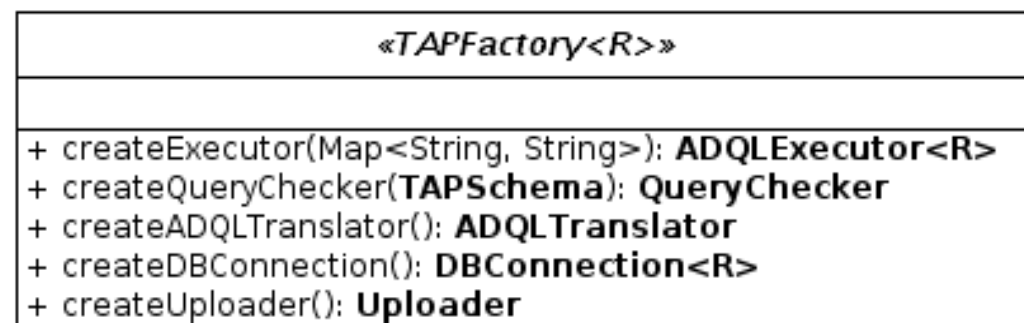 «TAPFactory<R>»
+ createExecutor(Map<String, String>): ADQLExecutor<R>
+ createQueryChecker(TAPSchema): QueryChecker
+ createADQLTranslator(): ADQLTranslator
+ createDBConnection(): DBConnection<R>
+ createUploader(): Uploader